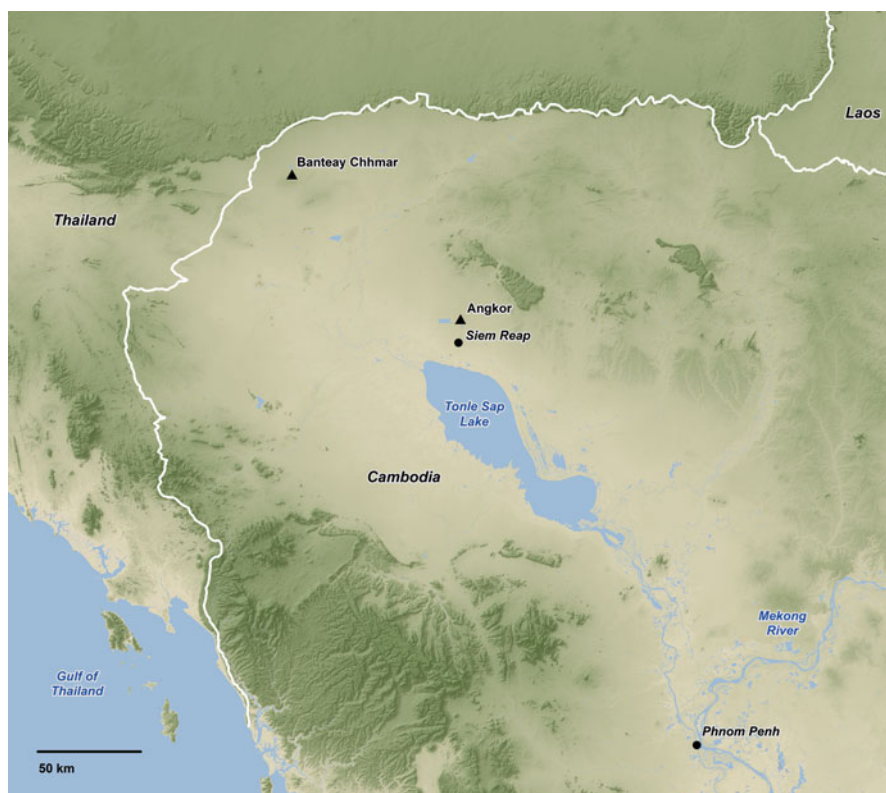 Laos
Banteay Chhmar
Thailand
Angkor
Siem Reap
Tonle Sap
Lake
Cambodia
Mekong
River
Gulf of
Thailand
Phnom Penh
50 km